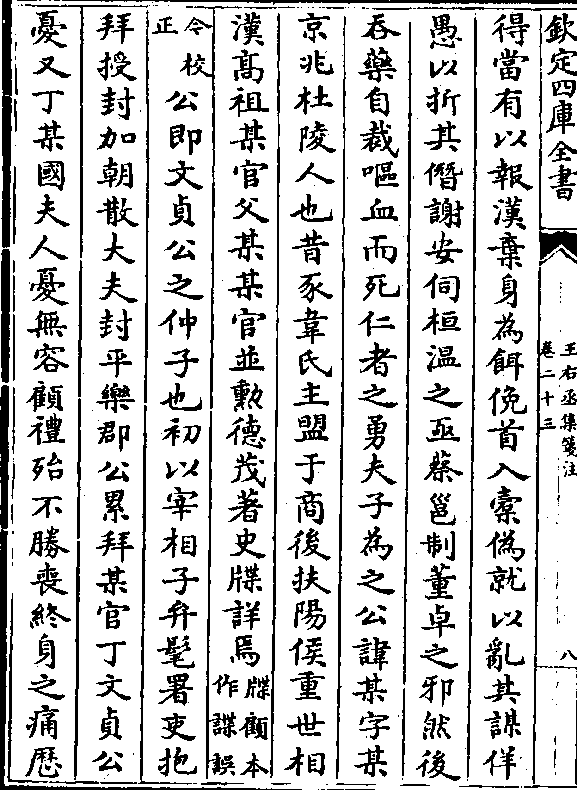 欽定四庫全書
王右丞集箋注
卷二十三
八
得當有以報漢棄身為餌俛首入橐偽就以亂其謀佯
愚以折其僭謝安伺桓温之亟蔡邕制董卓之邪然後
吞藥自裁嘔血而死仁者之勇夫子為之公諱某字某
京兆杜陵人也昔豕韋氏主盟于商後扶陽侯重世相
漢髙祖某官父某某官並勲德茂著史牒詳焉牒顧本作諜誤
今校正公即文貞公之仲子也初以宰相子弁髦署吏抱
拜授封加朝散大夫封平樂郡公累拜某官丁文貞公
憂又丁某國夫人憂無容顧禮殆不勝喪終身之痛歴